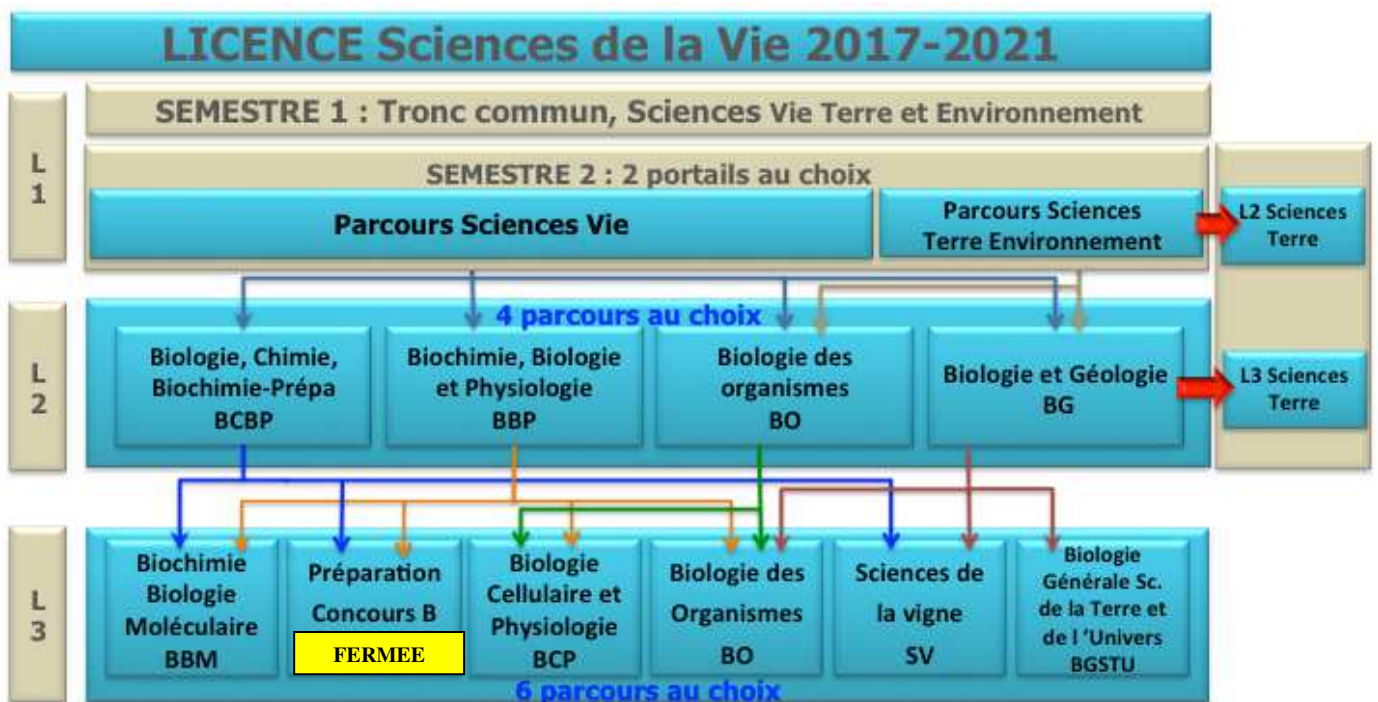 LICENCE Sciences de la Vie 2017-2021
L
1
SEMESTRE 1 : Tronc commun, Sciences Vie Terre et Environnement
SEMESTRE 2 : 2 portails au choix
Parcours Sciences Vie
Parcours Sciences
Terre Environnement
L2 Sciences
Terre
L
2
4 parcours au choix
Biologie, Chimie,
Biochimie-Prépa
BCBP
Biochimie, Biologie
et Physiologie
BBP
Biologie des
organismes
BO
Biologie et Géologie
BG
L3 Sciences
Terre
L
3
Biochimie
Biologie
Moléculaire
BBM
Préparation
Concours B
FERMEE
Biologie
Cellulaire et
Physiologie
BCP
Biologie des
Organismes
BO
Sciences de
la vigne
SV
Biologie
Générale Sc.
de la Terre et
de l 'Univers
BGSTU
6 parcours au choix